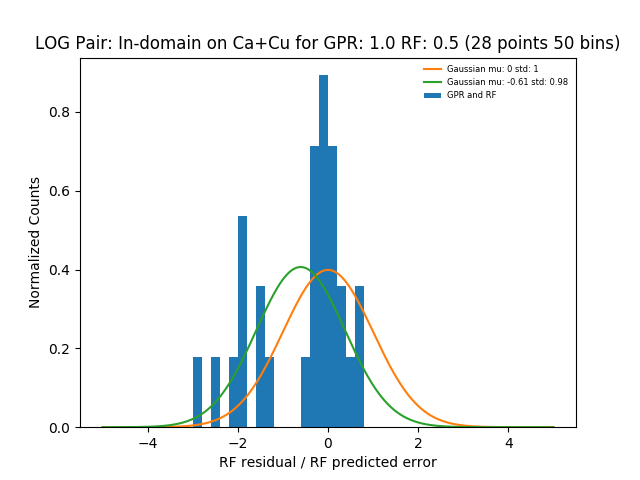 LOG Pair: In-domain on Ca+Cu for GPR: 1.0 RF: 0.5 (28 points 50 bins)
Gaussian mu: 0 std: 1
Gaussian mu: -0.61 std: 0.98
GPR and RF
Normalized Counts
0.8
0.6
0.4
0.2
0.0
−4
−2
0
2
4
RF residual / RF predicted error